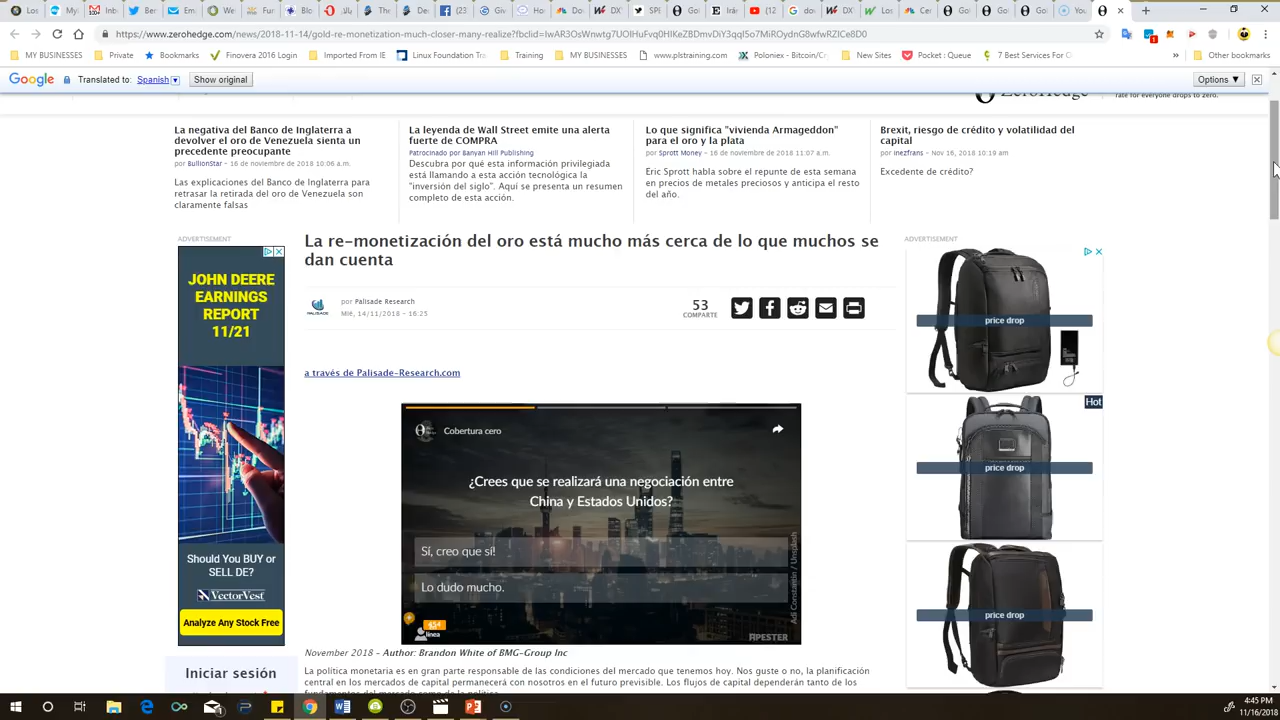 https://www.zerohedge.com/news/2018-11-14/gold-re-monetization-much-closer-many-realize?fbclid=
MY BUSINESSES
Private
Bookmarks
Finovera 2016 Login
Imported From IE
Linux Foundation
Training
MY BUSINESSES
www.plstraining.com
Poloniex - Bitcoin/Cr
New Sites
Pocket : Queue
7 Best Services For
Other bookmarks
Google
Translated to: Spanish
Show original
Options ▼
La negativa del Banco de Inglaterra a
devolver el oro de Venezuela sienta un
precedente preocupante
por BullionStar - 16 de noviembre de 2018 10:06 a.m.
Las explicaciones del Banco de Inglaterra para
retrasar la retirada del oro de Venezuela son
claramente falsas
La leyenda de Wall Street emite una alerta
fuerte de COMPRA
Patrocinado por Banyan Hill Publishing
Descubra por qué esta información privilegiada
está llamando a esta acción tecnológica la
"inversión del siglo". Aquí se presenta un resumen
completo de esta acción.
Lo que significa "vivienda Armageddon"
para el oro y la plata
por Sprott Money - 16 de noviembre de 2018 11:07 a.m.
Eric Sprott habla sobre el repunte de esta semana
en precios de metales preciosos y anticipa el resto
del año.
Brexit, riesgo de crédito y volatilidad del
capital
por inezfrans - Nov 16, 2018 10:19 am
Excedente de crédito?
ADVERTISEMENT
JOHN DEERE
EARNINGS
REPORT
11/21
Should You BUY or
SELL DE?
VectorVest
Analyze Any Stock Free
Iniciar sesión
La re-monetización del oro está mucho más cerca de lo que muchos se
dan cuenta
por Palisade Research
Mié, 14/11/2018 - 16:25
PALISADE
53
COMPARTE
a través de Palisade-Research.com
Cobertura cero
¿Crees que se realizará una negociación entre
China y Estados Unidos?
Sí, creo que sí!
Lo dudo mucho.
Adi Constantin / Unsplash
APESTER
November 2018 - Author: Brandon White of BMG-Group Inc
La política monetaria es en gran parte responsable de las condiciones del mercado que tenemos hoy. Nos guste o no, la planificación
central en los mercados de capital permanecerá con nosotros en el futuro previsible. Los flujos de capital dependerán tanto de los
ADVERTISEMENT
price drop
Hot
price drop
price drop
4:45 PM
11/16/2018